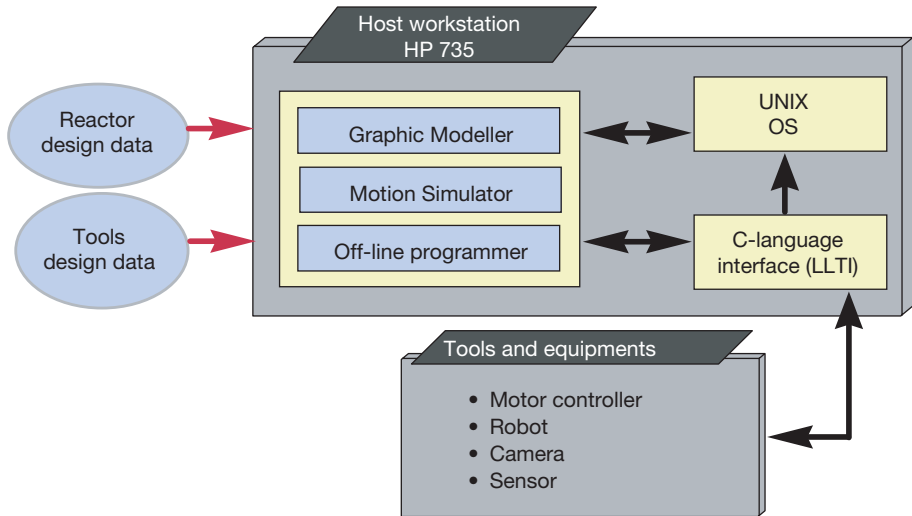 Host workstation
HP 735
Reactor
design data
Tools
design data
Graphic Modeller
Motion Simulator
Off-line programmer
UNIX
OS
C-language
interface (LLTI)
Tools and equipments
• Motor controller
• Robot
• Camera
• Sensor